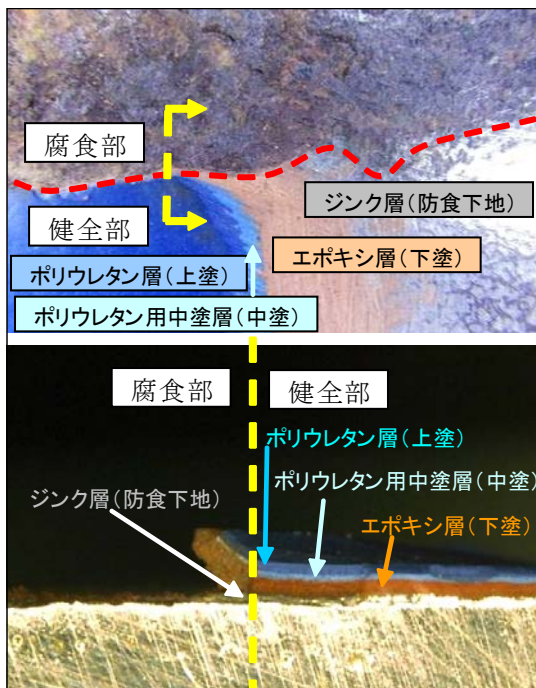 腐食部
ジンク層(防食下地)
健全部
エポキシ層(下塗)
ポリウレタン層(上塗)
ポリウレタン用中塗層(中塗)
腐食部
健全部
ポリウレタン層(上塗)
ポリウレタン用中塗層(中塗)
ジンク層(防食下地)
エポキシ層(下塗)